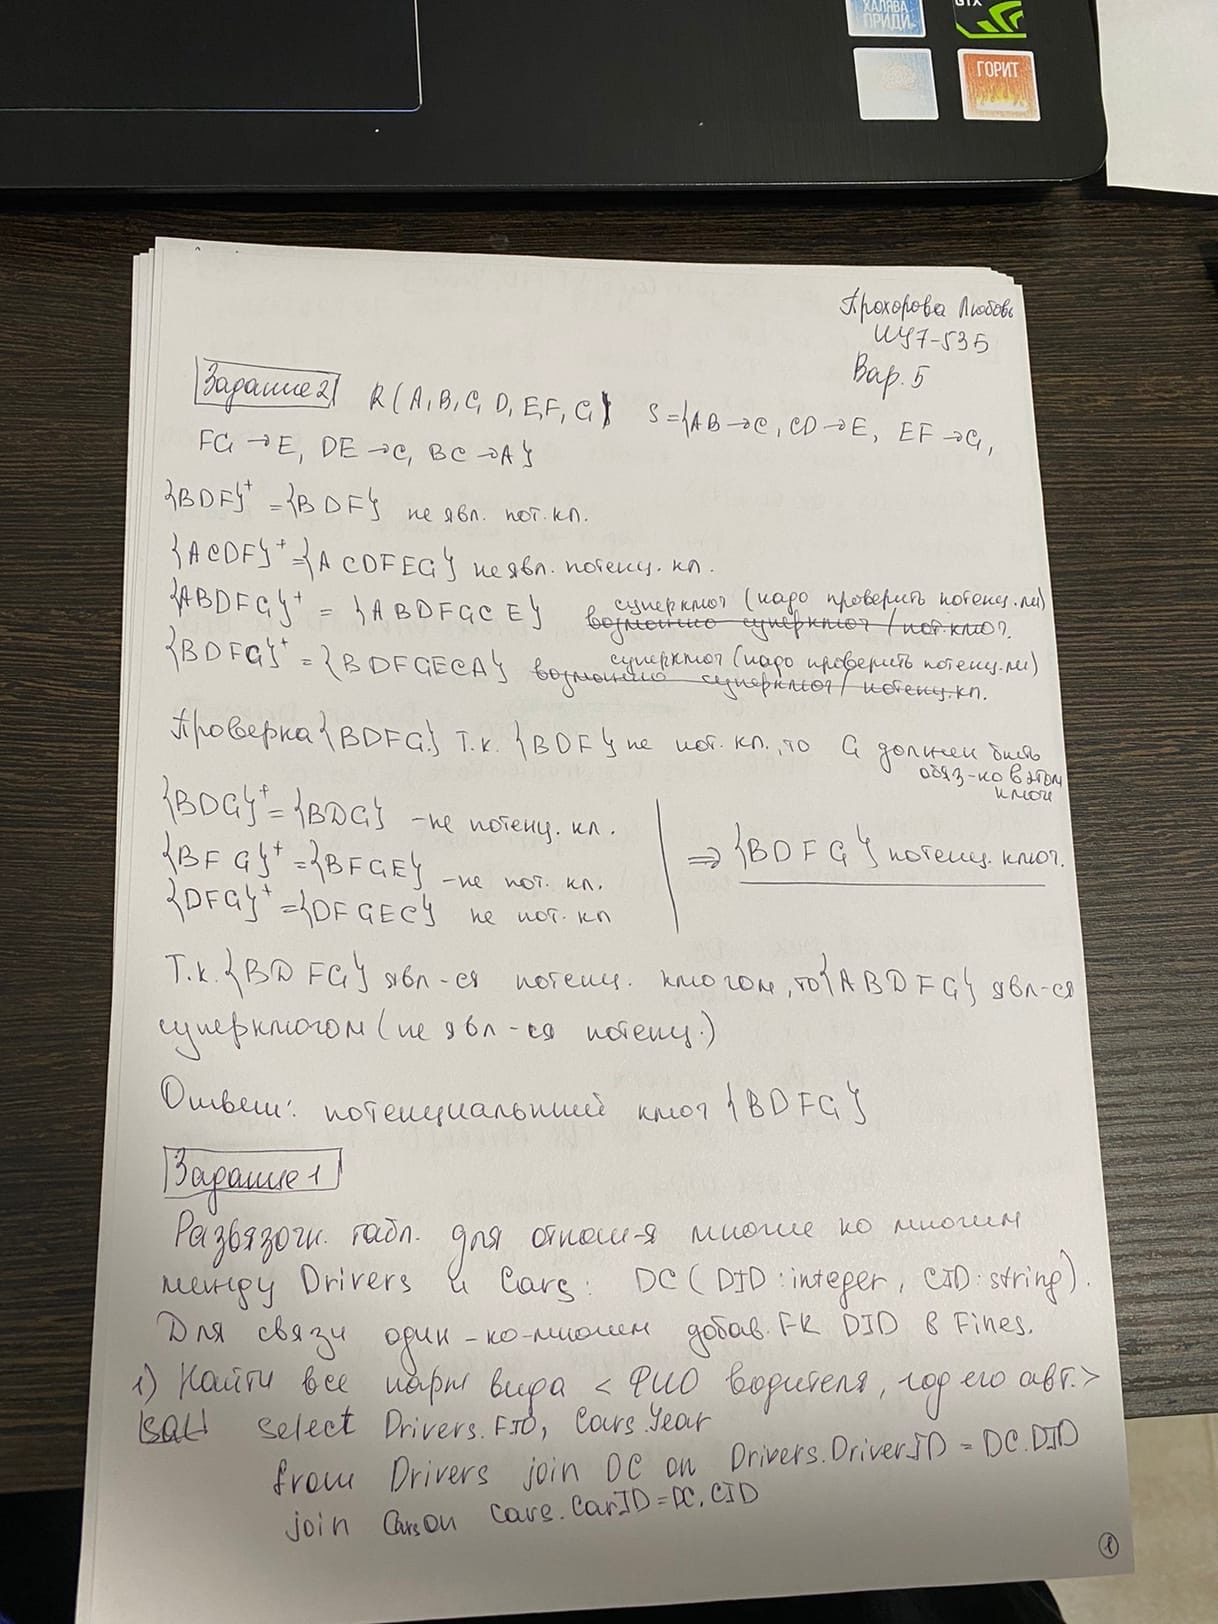 ХАЛЯВА
ПРИДИ
GTX
ГОРИТ
Прохорова Любовь
ИУ7-53Б
Вар. 5
Задание 2 R(A,B,C,D,E,F,G) S={AB→C, CD→E, EF→G,
FG→E, DE→C, BC→A}
{BDF}⁺={BDF} не явл. пот. кл.
{ACDF}⁺={ACDFEG} не явл. потенц. кл.
{ABDFG}⁺ = {ABDFGCE} суперключ (надо проверить потенц. ли)
возможно суперключ / пот. ключ.
{BDFG}⁺ = {BDFGECA} суперключ (надо проверить потенц. ли)
возможно суперключ / потенц. кл.
Проверка {BDFG} Т.к. {BDF} не пот. кл., то G должен быть
обяз-но в этом
ключе
{BDG}⁺={BDG} - не потенц. кл.
{BFG}⁺={BFGE} - не пот. кл.
{DFG}⁺={DFGEC} не пот. кл
⇒ {BDFG} потенц. ключ.
Т.к. {BDFG} явл-ся потенц. ключом, то {ABDFG} явл-ся
суперключом (не явл-ся потенц.)
Ответ: потенциальный ключ {BDFG}
Задание 1
Развязочн. табл. для отнош-я многие ко многим
между Drivers и Cars: DC (DID:integer, CID:string).
Для связи один-ко-многим добав. FK DID в Fines.
1) Найти все пары вида <ФИО водителя, год его авт.>
SQL select Drivers.FIO, Cars.Year
from Drivers join DC on Drivers.DriverID = DC.DID
join Cars on Cars.CarID=DC.CID
1